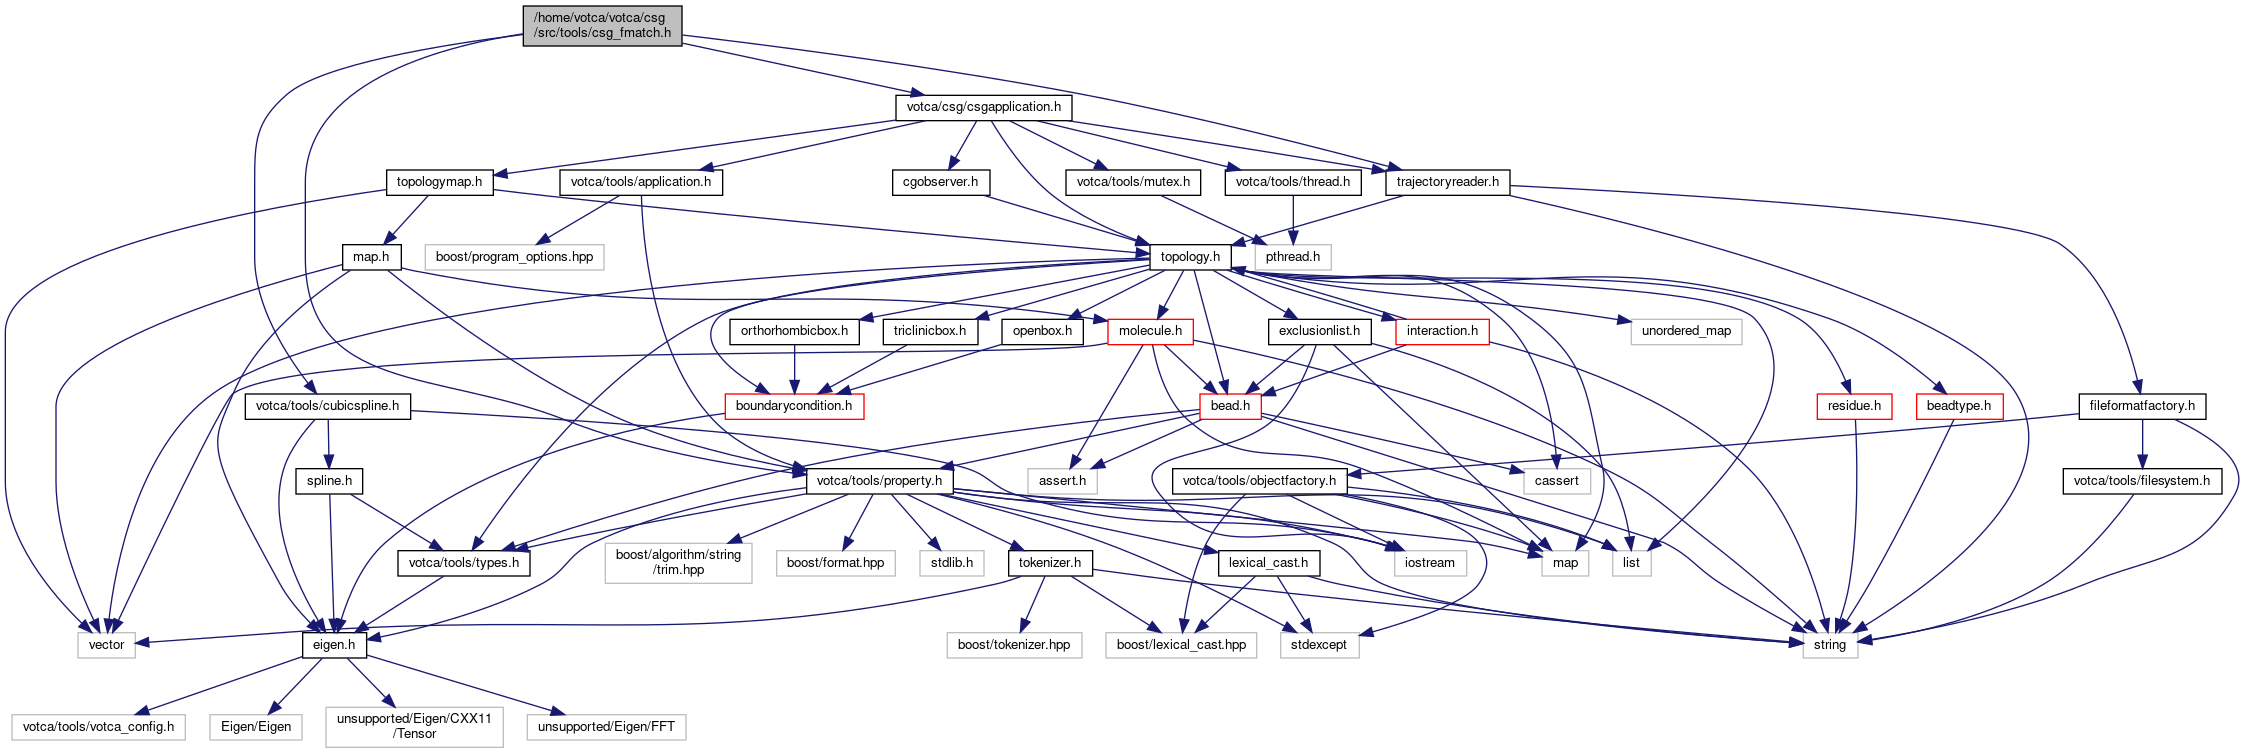 /home/votca/votca/csg
/src/tools/csg_fmatch.h
votca/csg/csgapplication.h
topologymap.h
votca/tools/application.h
cgobserver.h
votca/tools/mutex.h
votca/tools/thread.h
trajectoryreader.h
map.h
boost/program_options.hpp
topology.h
pthread.h
orthorhombicbox.h
triclinicbox.h
openbox.h
molecule.h
exclusionlist.h
interaction.h
unordered_map
votca/tools/cubicspline.h
boundarycondition.h
bead.h
residue.h
beadtype.h
fileformatfactory.h
spline.h
votca/tools/property.h
assert.h
votca/tools/objectfactory.h
cassert
votca/tools/filesystem.h
votca/tools/types.h
boost/algorithm/string
/trim.hpp
boost/format.hpp
stdlib.h
tokenizer.h
lexical_cast.h
iostream
map
list
vector
eigen.h
boost/tokenizer.hpp
boost/lexical_cast.hpp
stdexcept
string
votca/tools/votca_config.h
Eigen/Eigen
unsupported/Eigen/CXX11
/Tensor
unsupported/Eigen/FFT